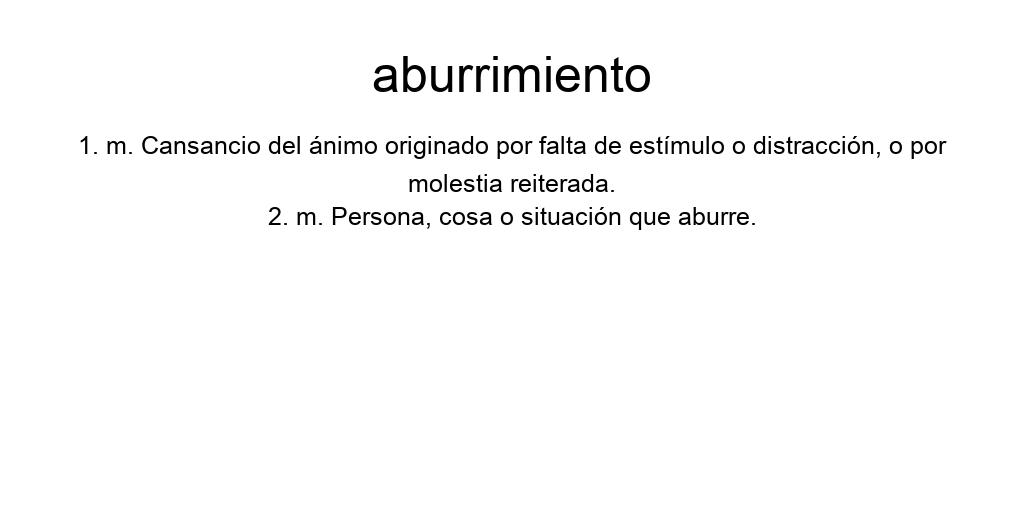 aburrimiento
1. m. Cansancio del ánimo originado por falta de estímulo o distracción, o por
molestia reiterada.
2. m. Persona, cosa o situación que aburre.